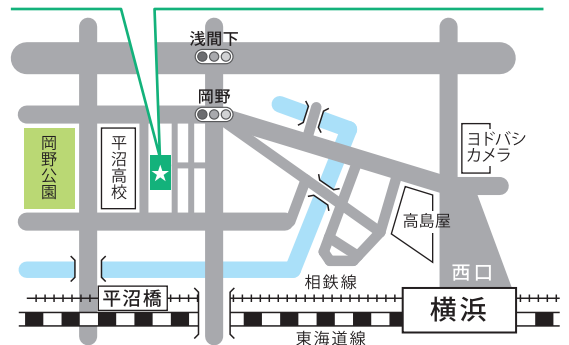 浅間下
岡野
岡野公園
平沼高校
ヨドバシ
カメラ
高島屋
西口
相鉄線
平沼橋
横浜
東海道線